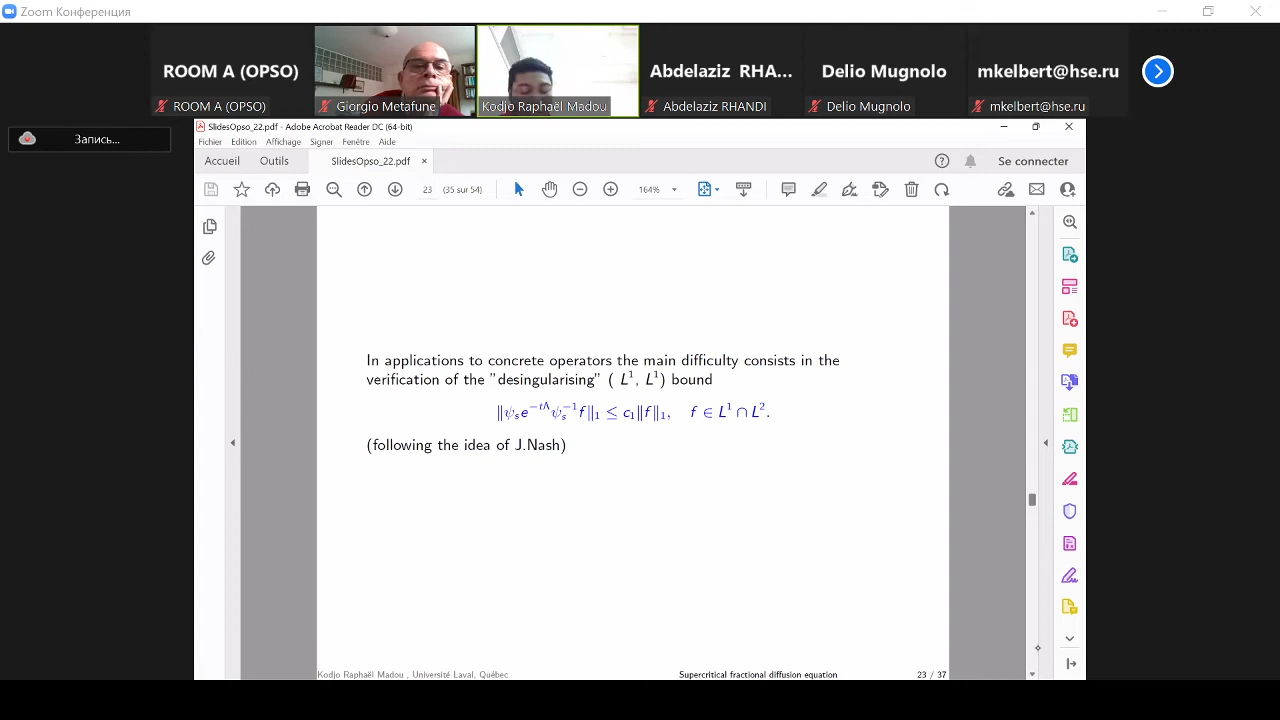 Zoom Конференция
ROOM A (OPSO)
Abdelaziz RHA...
Delio Mugnolo
mkelbert@hse.ru
ROOM A (OPSO)
Giorgio Metafune
Kodjo Raphaël Madou
Abdelaziz RHANDI
Delio Mugnolo
mkelbert@hse.ru
Запись...
SlidesOpso_22.pdf - Adobe Acrobat Reader DC (64-bit)
Fichier Edition Affichage Signer Fenêtre Aide
Accueil Outils SlidesOpso_22.pdf × Se connecter
23 (35 sur 54) 164%
In applications to concrete operators the main difficulty consists in the
verification of the "desingularising" ( L¹, L¹) bound
‖ψₛe^{−tΛ}ψₛ^{−1}f‖₁ ≤ c₁‖f‖₁, f ∈ L¹ ∩ L².
(following the idea of J.Nash)
Kodjo Raphaël Madou , Université Laval, Québec Supercritical fractional diffusion equation 23 / 37